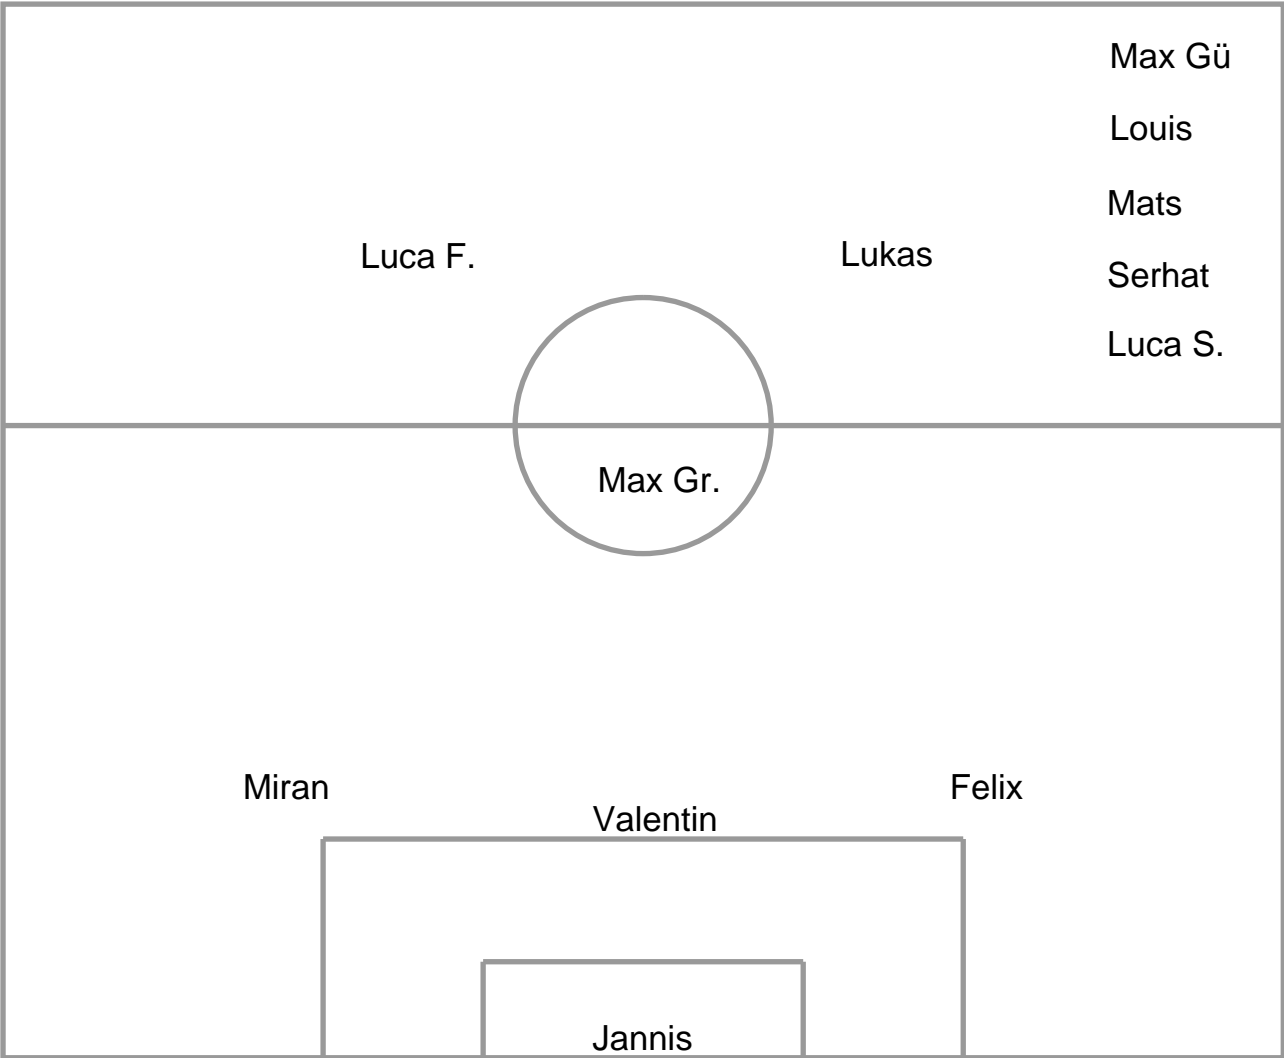 Max Gü
Louis
Mats
Luca F.
Lukas
Serhat
Luca S.
Max Gr.
Miran
Felix
Valentin
Jannis